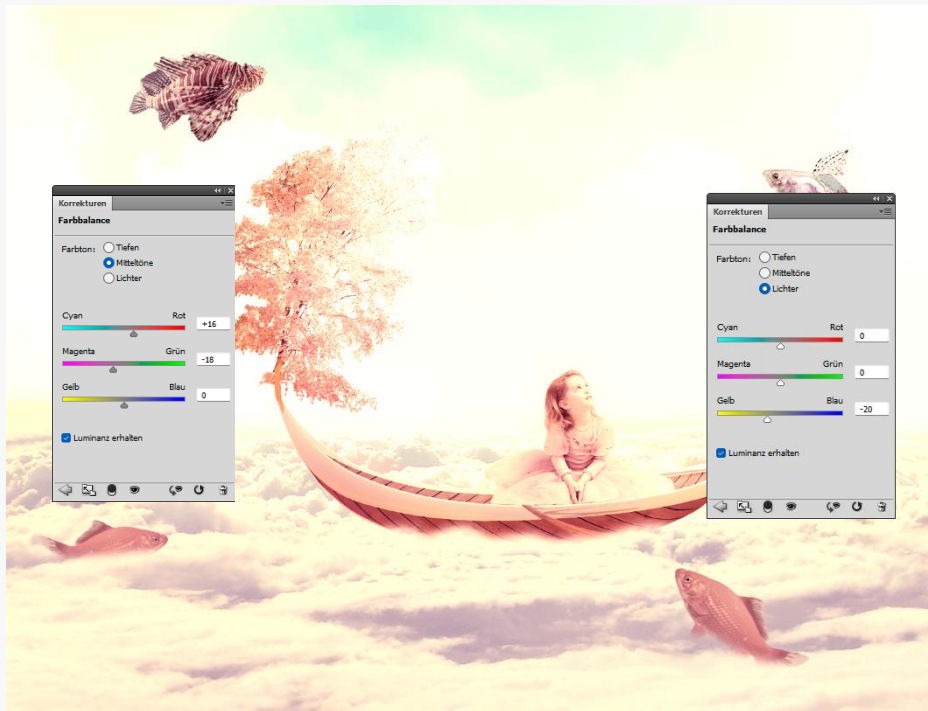 Korrekturen
Farbbalance
Farbton:
Tiefen
Mitteltöne
Lichter
Cyan Rot +16
Magenta Grün -18
Gelb Blau 0
Luminanz erhalten
Korrekturen
Farbbalance
Farbton:
Tiefen
Mitteltöne
Lichter
Cyan Rot 0
Magenta Grün 0
Gelb Blau -20
Luminanz erhalten